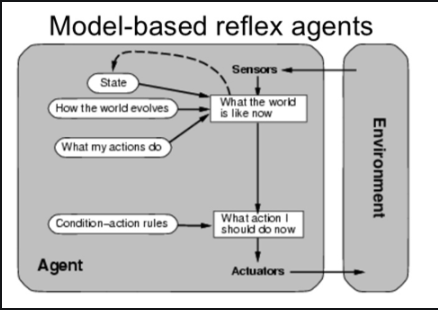 Model-based reflex agents
Sensors
State
How the world evolves
What the world
is like now
What my actions do
Environment
Condition–action rules
What action I
should do now
Agent
Actuators